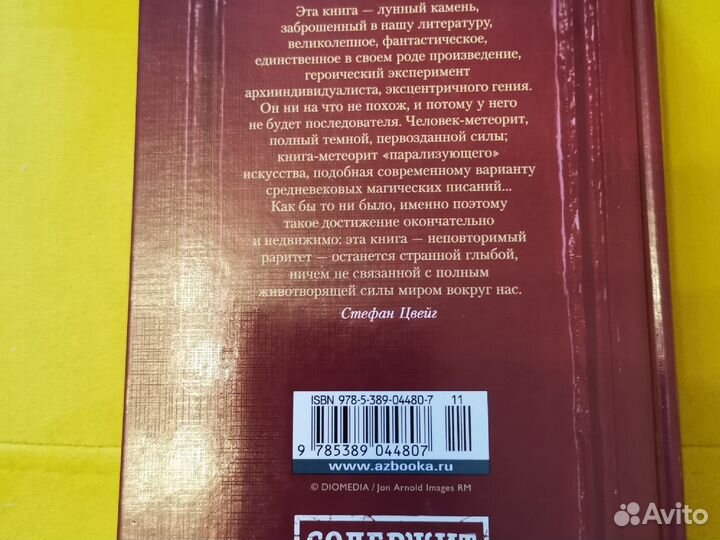 Эта книга — лунный камень,
заброшенный в нашу литературу,
великолепное, фантастическое,
единственное в своем роде произведение,
героический эксперимент
архииндивидуалиста, эксцентричного гения.
Он ни на что не похож, и потому у него
не будет последователя. Человек-метеорит,
полный темной, первозданной силы;
книга-метеорит «парализующего»
искусства, подобная современному варианту
средневековых магических писаний...
Как бы то ни было, именно поэтому
такое достижение окончательно
и недвижимо: эта книга — неповторимый
раритет — останется странной глыбой,
ничем не связанной с полным
животворящей силы миром вокруг нас.
Стефан Цвейг
ISBN 978-5-389-04480-7 11
9 785389 044807
www.azbooka.ru
© DIOMEDIA / Jon Arnold Images RM
СОДЕРЖИТ
Avito